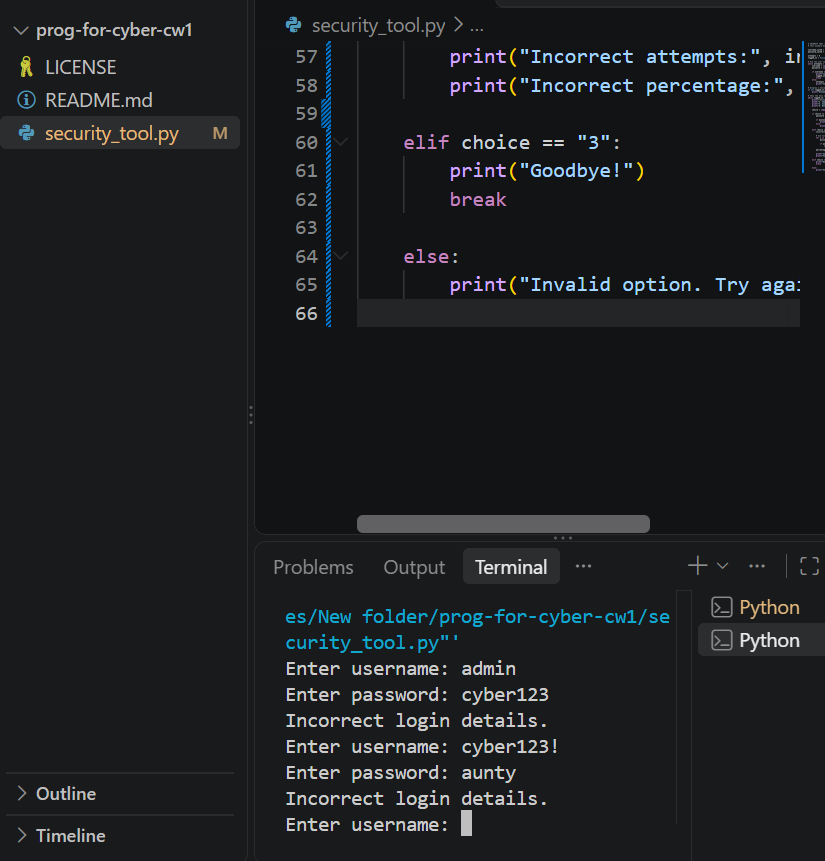 prog-for-cyber-cw1
LICENSE
README.md
security_tool.py M
Outline
Timeline
security_tool.py > ...
57 print("Incorrect attempts:",
58 print("Incorrect percentage:",
59
60 elif choice == "3":
61 print("Goodbye!")
62 break
63
64 else:
65 print("Invalid option. Try agai
66
Problems Output Terminal ...
Python
Python
es/New folder/prog-for-cyber-cw1/se
curity_tool.py"'
Enter username: admin
Enter password: cyber123
Incorrect login details.
Enter username: cyber123!
Enter password: aunty
Incorrect login details.
Enter username: